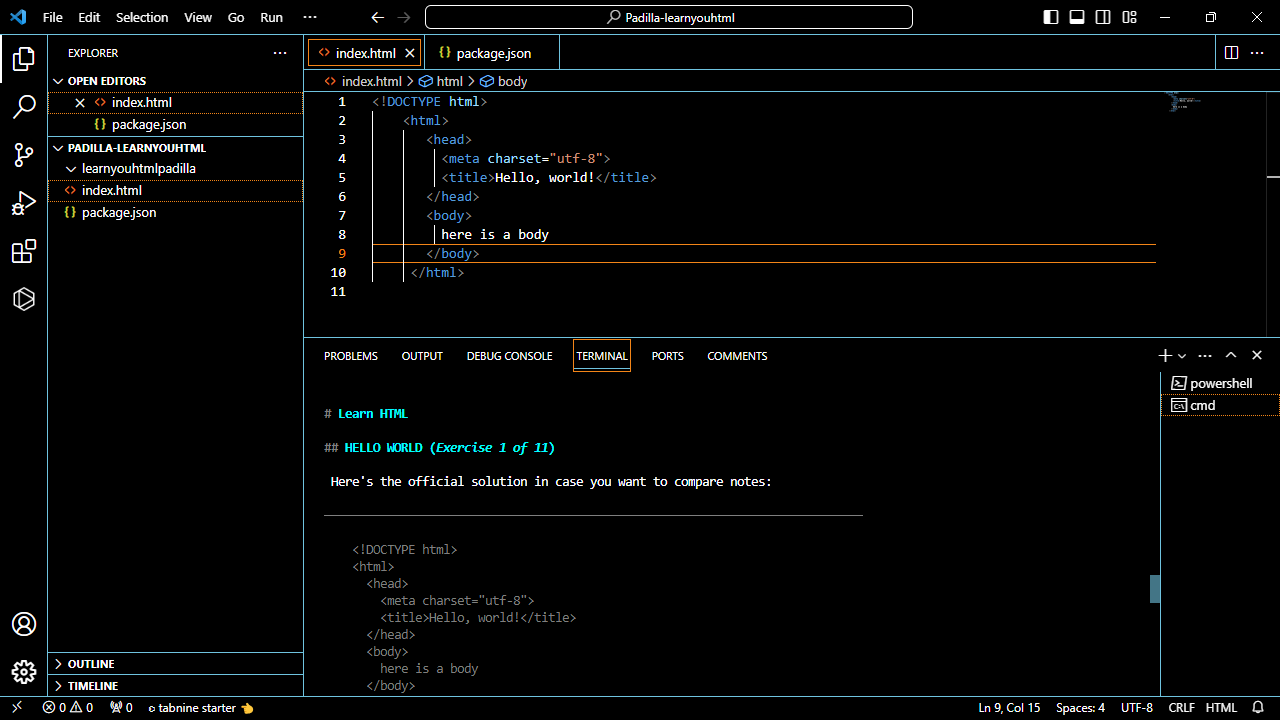 File Edit Selection View Go Run ···
Padilla-learnyouhtml
EXPLORER ···
OPEN EDITORS
index.html
package.json
PADILLA-LEARNYOUHTML
learnyouhtmlpadilla
index.html
package.json
OUTLINE
TIMELINE
index.html
package.json
index.html > html > body
1 <!DOCTYPE html>
2 <html>
3 <head>
4 <meta charset="utf-8">
5 <title>Hello, world!</title>
6 </head>
7 <body>
8 here is a body
9 </body>
10 </html>
11
PROBLEMS OUTPUT DEBUG CONSOLE TERMINAL PORTS COMMENTS
# Learn HTML
## HELLO WORLD (Exercise 1 of 11)
Here's the official solution in case you want to compare notes:
<!DOCTYPE html>
<html>
<head>
<meta charset="utf-8">
<title>Hello, world!</title>
</head>
<body>
here is a body
</body>
powershell
cmd
0 0 0 tabnine starter 👈 Ln 9, Col 15 Spaces: 4 UTF-8 CRLF HTML